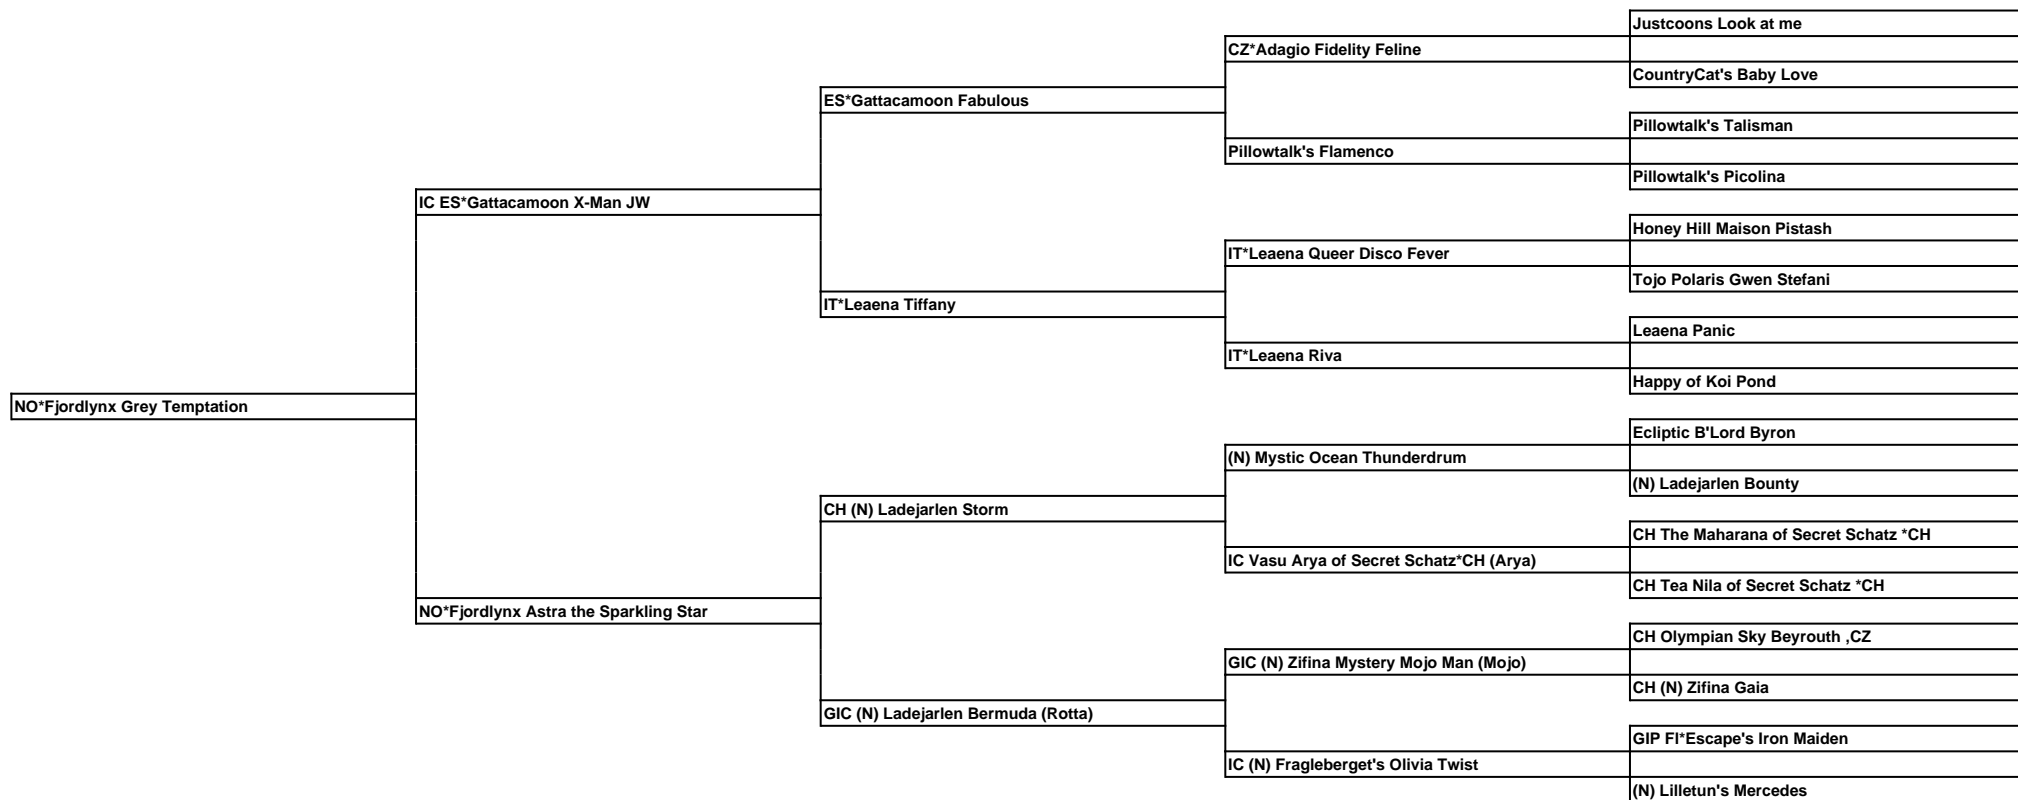 Justcoons Look at me
CZ*Adagio Fidelity Feline
CountryCat's Baby Love
ES*Gattacamoon Fabulous
Pillowtalk's Talisman
Pillowtalk's Flamenco
Pillowtalk's Picolina
IC ES*Gattacamoon X-Man JW
Honey Hill Maison Pistash
IT*Leaena Queer Disco Fever
Tojo Polaris Gwen Stefani
IT*Leaena Tiffany
Leaena Panic
IT*Leaena Riva
Happy of Koi Pond
NO*Fjordlynx Grey Temptation
Ecliptic B'Lord Byron
(N) Mystic Ocean Thunderdrum
(N) Ladejarlen Bounty
CH (N) Ladejarlen Storm
CH The Maharana of Secret Schatz *CH
IC Vasu Arya of Secret Schatz*CH (Arya)
CH Tea Nila of Secret Schatz *CH
NO*Fjordlynx Astra the Sparkling Star
CH Olympian Sky Beyrouth ,CZ
GIC (N) Zifina Mystery Mojo Man (Mojo)
CH (N) Zifina Gaia
GIC (N) Ladejarlen Bermuda (Rotta)
GIP FI*Escape's Iron Maiden
IC (N) Fragleberget's Olivia Twist
(N) Lilletun's Mercedes